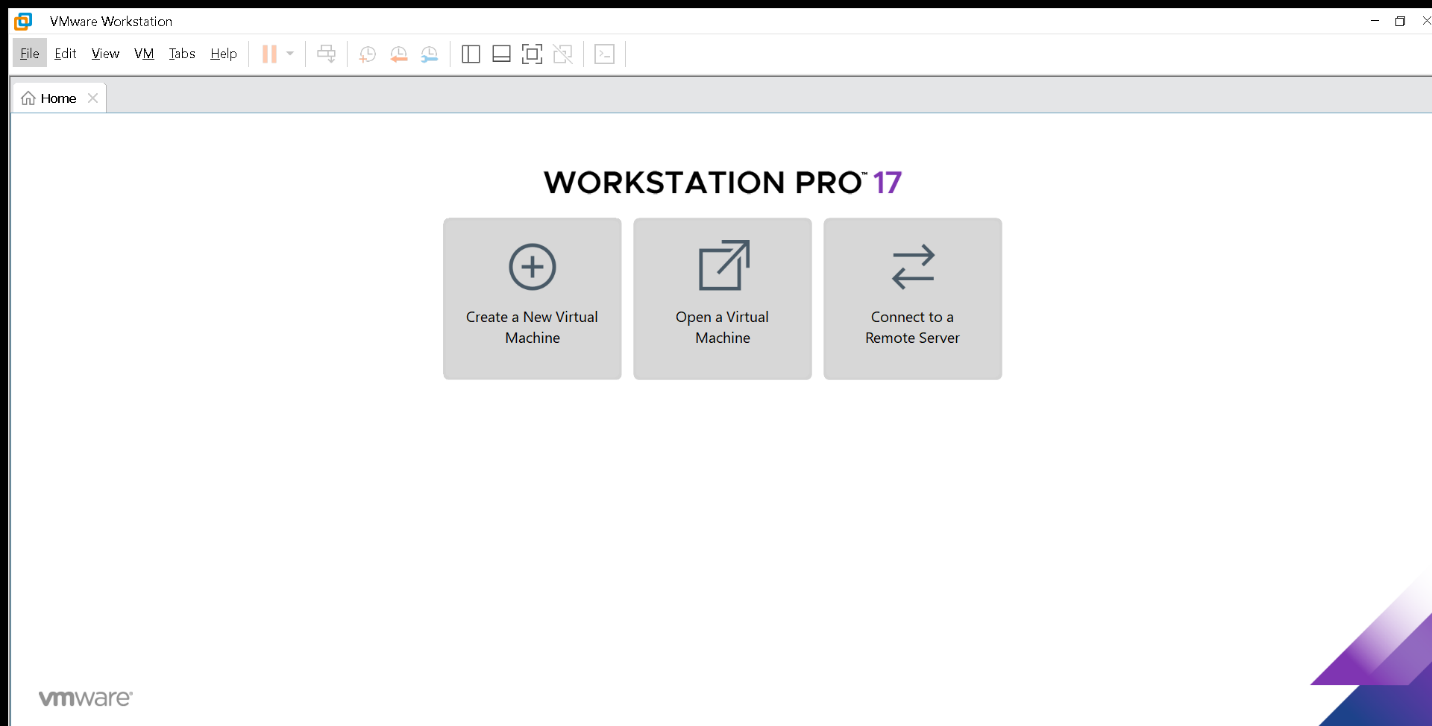 VMware Workstation
File Edit View VM Tabs Help
Home
WORKSTATION PRO™ 17
Create a New Virtual
Machine
Open a Virtual
Machine
Connect to a
Remote Server
vmware®